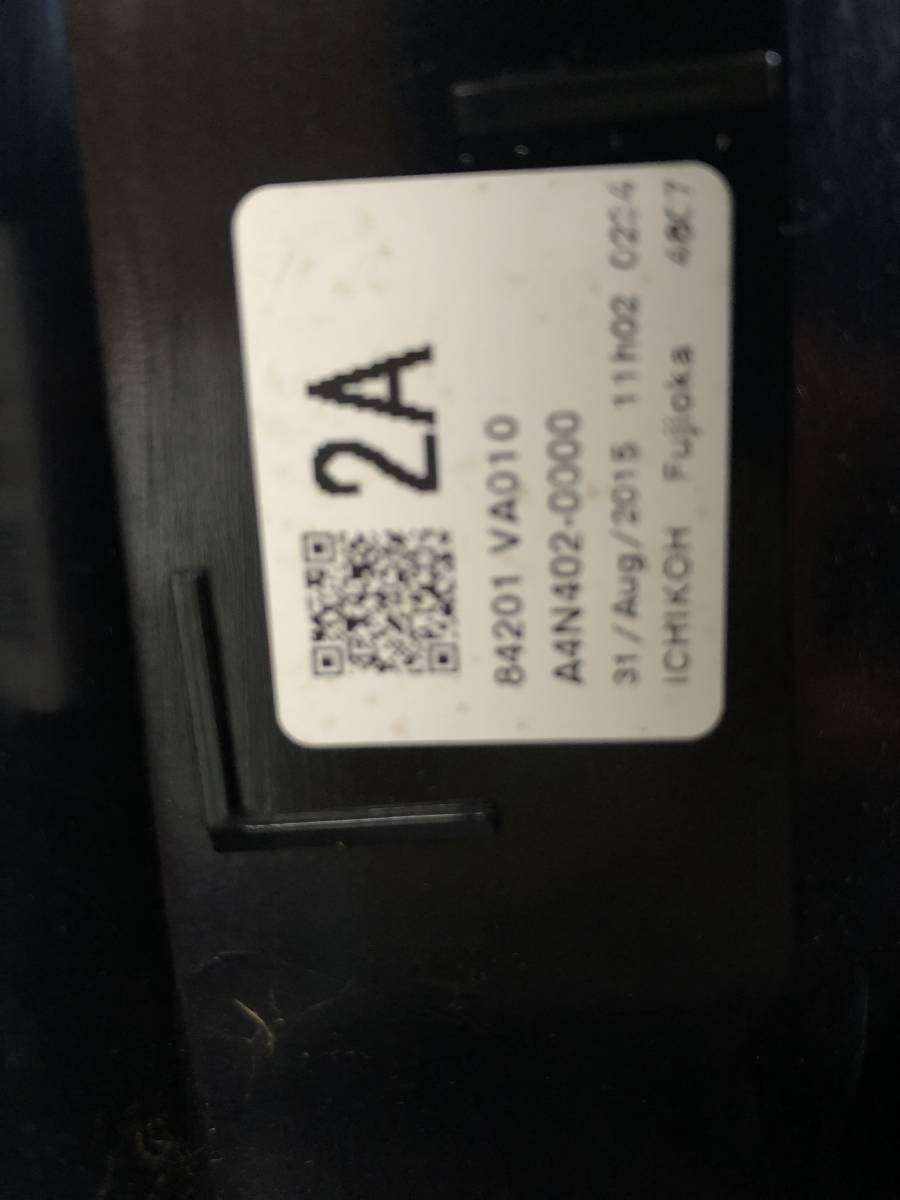 2A
84201 VA010
A4N402-0000
31/Aug/2015 11h02
ICHIKOH Fujioka